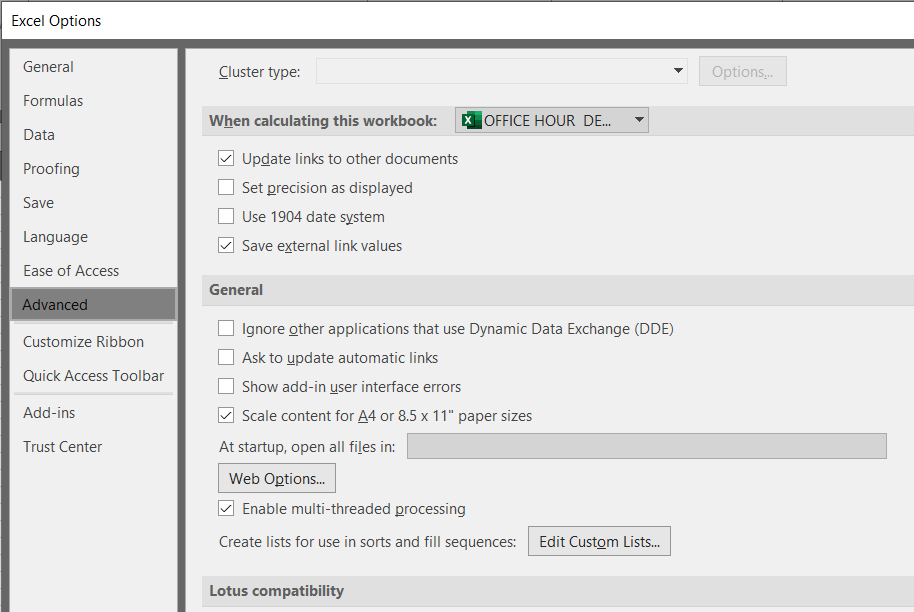 Excel Options
General
Formulas
Data
Proofing
Save
Language
Ease of Access
Advanced
Customize Ribbon
Quick Access Toolbar
Add-ins
Trust Center
Cluster type:
Options...
When calculating this workbook:
OFFICE HOUR DE...
Update links to other documents
Set precision as displayed
Use 1904 date system
Save external link values
General
Ignore other applications that use Dynamic Data Exchange (DDE)
Ask to update automatic links
Show add-in user interface errors
Scale content for A4 or 8.5 x 11" paper sizes
At startup, open all files in:
Web Options...
Enable multi-threaded processing
Create lists for use in sorts and fill sequences:
Edit Custom Lists...
Lotus compatibility